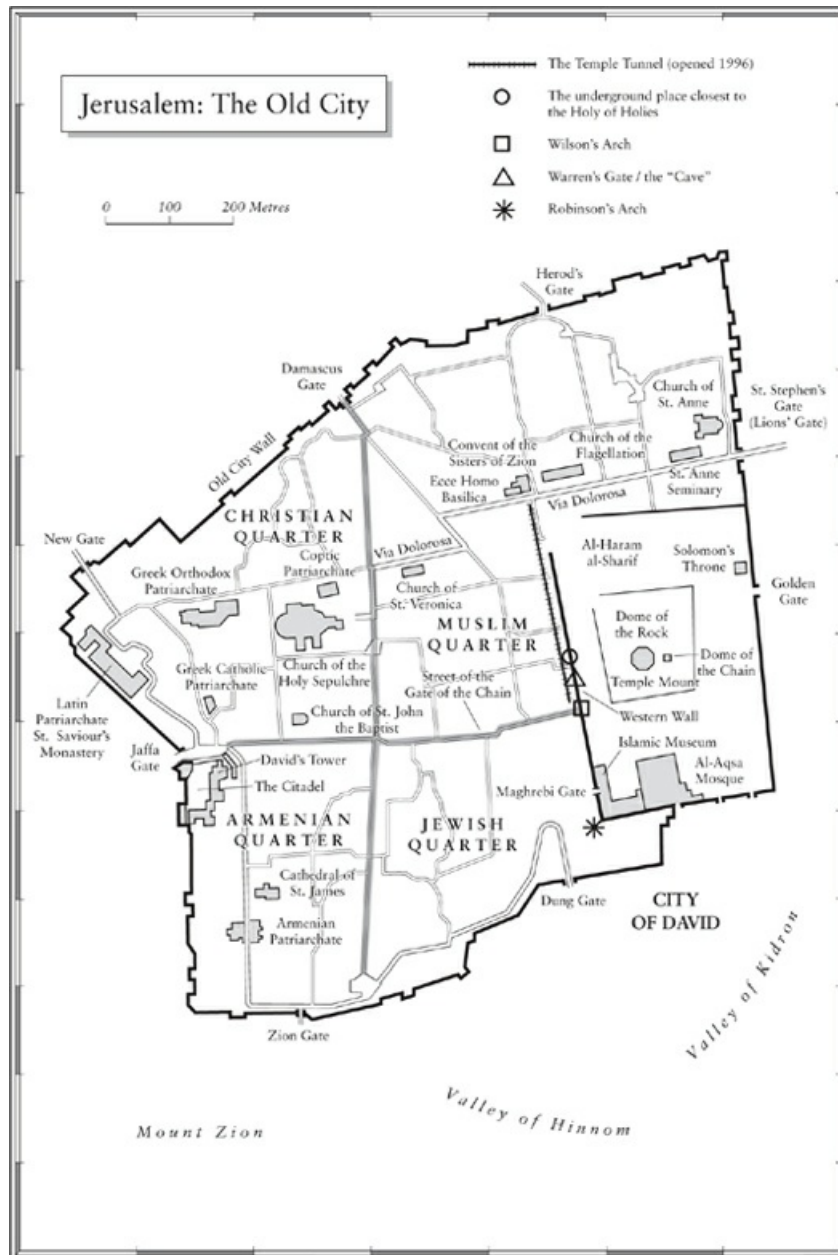 Jerusalem: The Old City
The Temple Tunnel (opened 1996)
The underground place closest to
the Holy of Holies
Wilson's Arch
Warren's Gate / the "Cave"
Robinson's Arch
0 100 200 Metres
Herod's
Gate
Damascus
Gate
Church of
St. Anne
St. Stephen's
Gate
(Lions' Gate)
Old City Wall
Convent of the
Sisters of Zion
Church of the
Flagellation
Ecce Homo
Basilica
St. Anne
Seminary
Via Dolorosa
CHRISTIAN
QUARTER
New Gate
Coptic
Patriarchate
Via Dolorosa
Al-Haram
al-Sharif
Solomon's
Throne
Greek Orthodox
Patriarchate
Church of
St. Veronica
Golden
Gate
MUSLIM
QUARTER
Dome of
the Rock
Dome of
the Chain
Temple Mount
Greek Catholic
Patriarchate
Church of the
Holy Sepulchre
Street of the
Gate of the Chain
Latin
Patriarchate
St. Saviour's
Monastery
Church of St. John
the Baptist
Western Wall
Jaffa
Gate
David's Tower
Islamic Museum
Al-Aqsa
Mosque
The Citadel
Maghrebi Gate
ARMENIAN
QUARTER
JEWISH
QUARTER
Cathedral of
St. James
Dung Gate
CITY
OF DAVID
Armenian
Patriarchate
Valley of Kidron
Zion Gate
Mount Zion
Valley of Hinnom